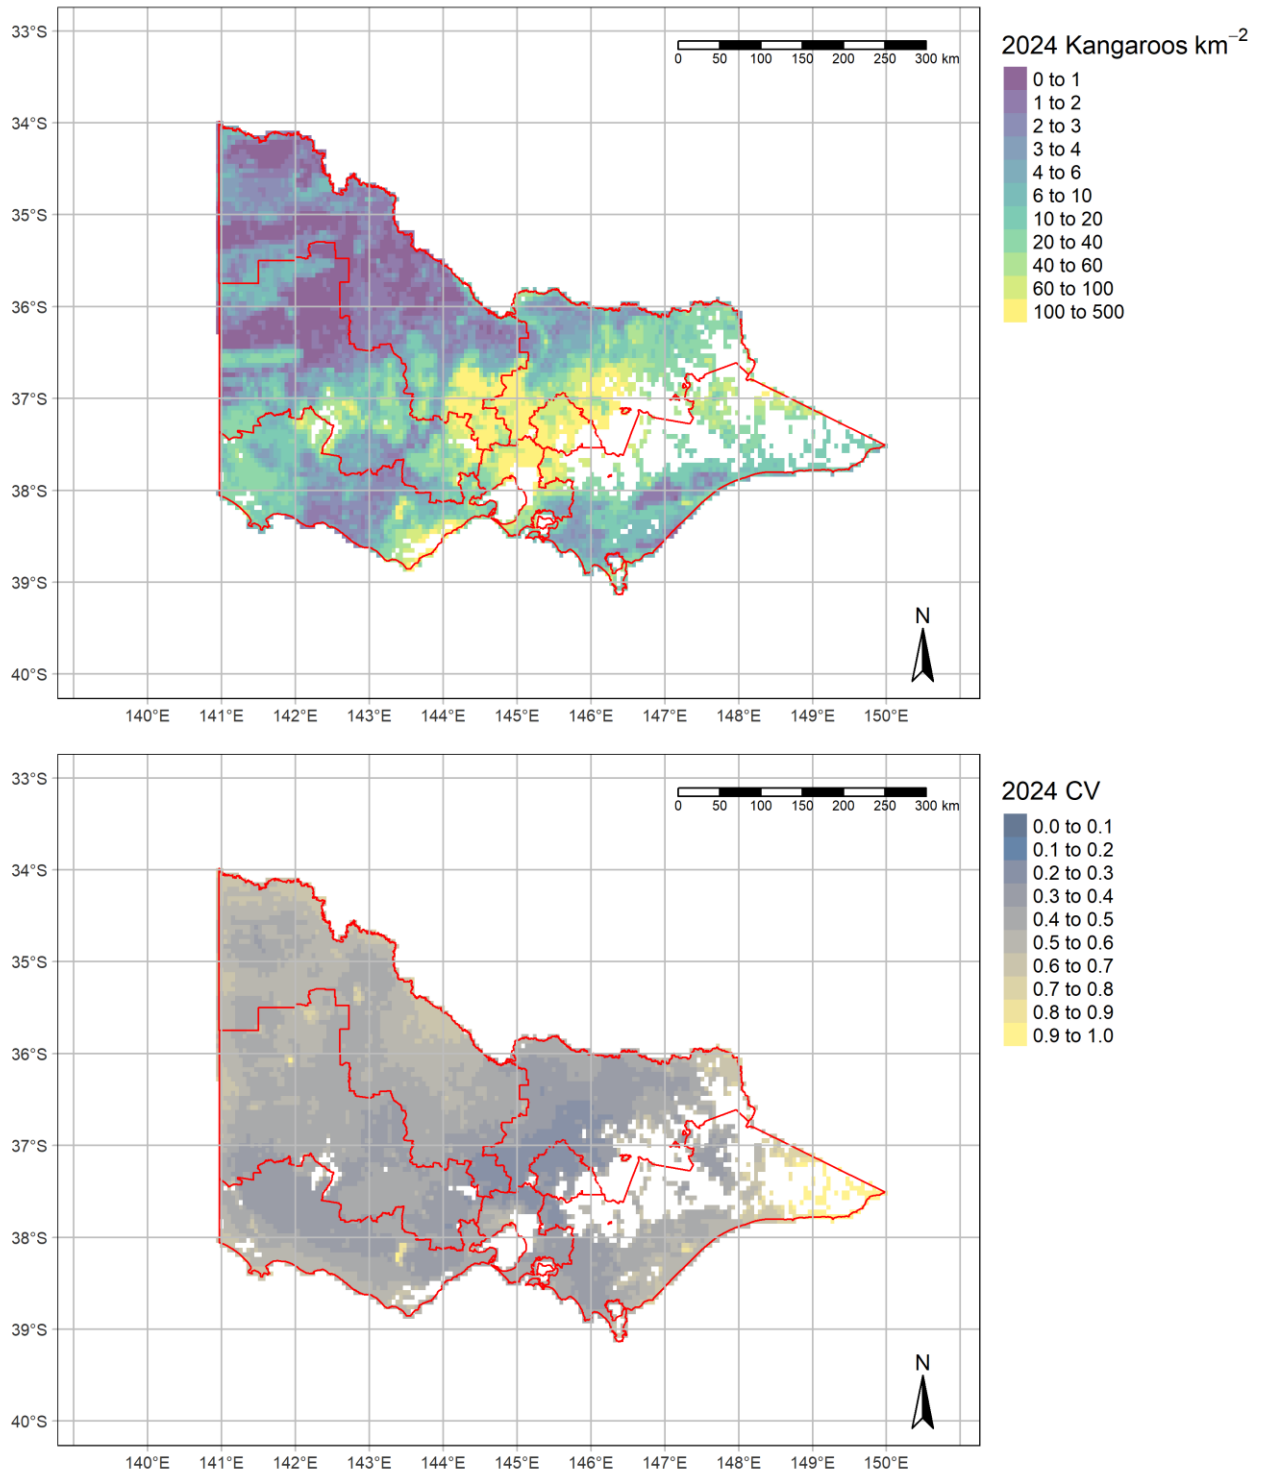 33°S
34°S
35°S
36°S
37°S
38°S
39°S
40°S
0 50 100 150 200 250 300 km
N
140°E 141°E 142°E 143°E 144°E 145°E 146°E 147°E 148°E 149°E 150°E
2024 Kangaroos km⁻²
0 to 1
1 to 2
2 to 3
3 to 4
4 to 6
6 to 10
10 to 20
20 to 40
40 to 60
60 to 100
100 to 500
33°S
34°S
35°S
36°S
37°S
38°S
39°S
40°S
0 50 100 150 200 250 300 km
N
140°E 141°E 142°E 143°E 144°E 145°E 146°E 147°E 148°E 149°E 150°E
2024 CV
0.0 to 0.1
0.1 to 0.2
0.2 to 0.3
0.3 to 0.4
0.4 to 0.5
0.5 to 0.6
0.6 to 0.7
0.7 to 0.8
0.8 to 0.9
0.9 to 1.0